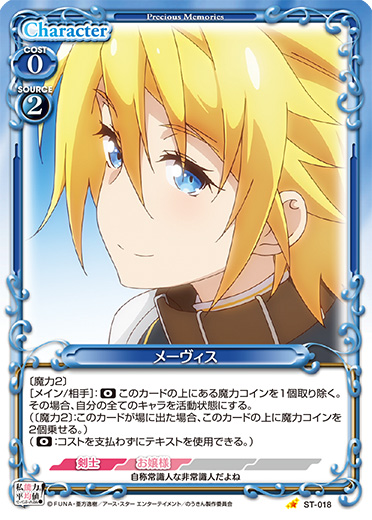 Precious Memories
Character
COST
0
SOURCE
2
メーヴィス
〔魔力2〕
[メイン/相手]:0このカードの上にある魔力コインを1個取り除く。
その場合、自分の全てのキャラを活動状態にする。
(〔魔力2〕:このカードが場に出た場合、このカードの上に魔力コインを
2個乗せる。)
(0:コストを支払わずにテキストを使用できる。)
剣士 お嬢様
自称常識人な非常識人だよね
私、能力は
平均値
©FUNA・亜方逸樹/アース・スター エンターテイメント/のうきん製作委員会
ST-018